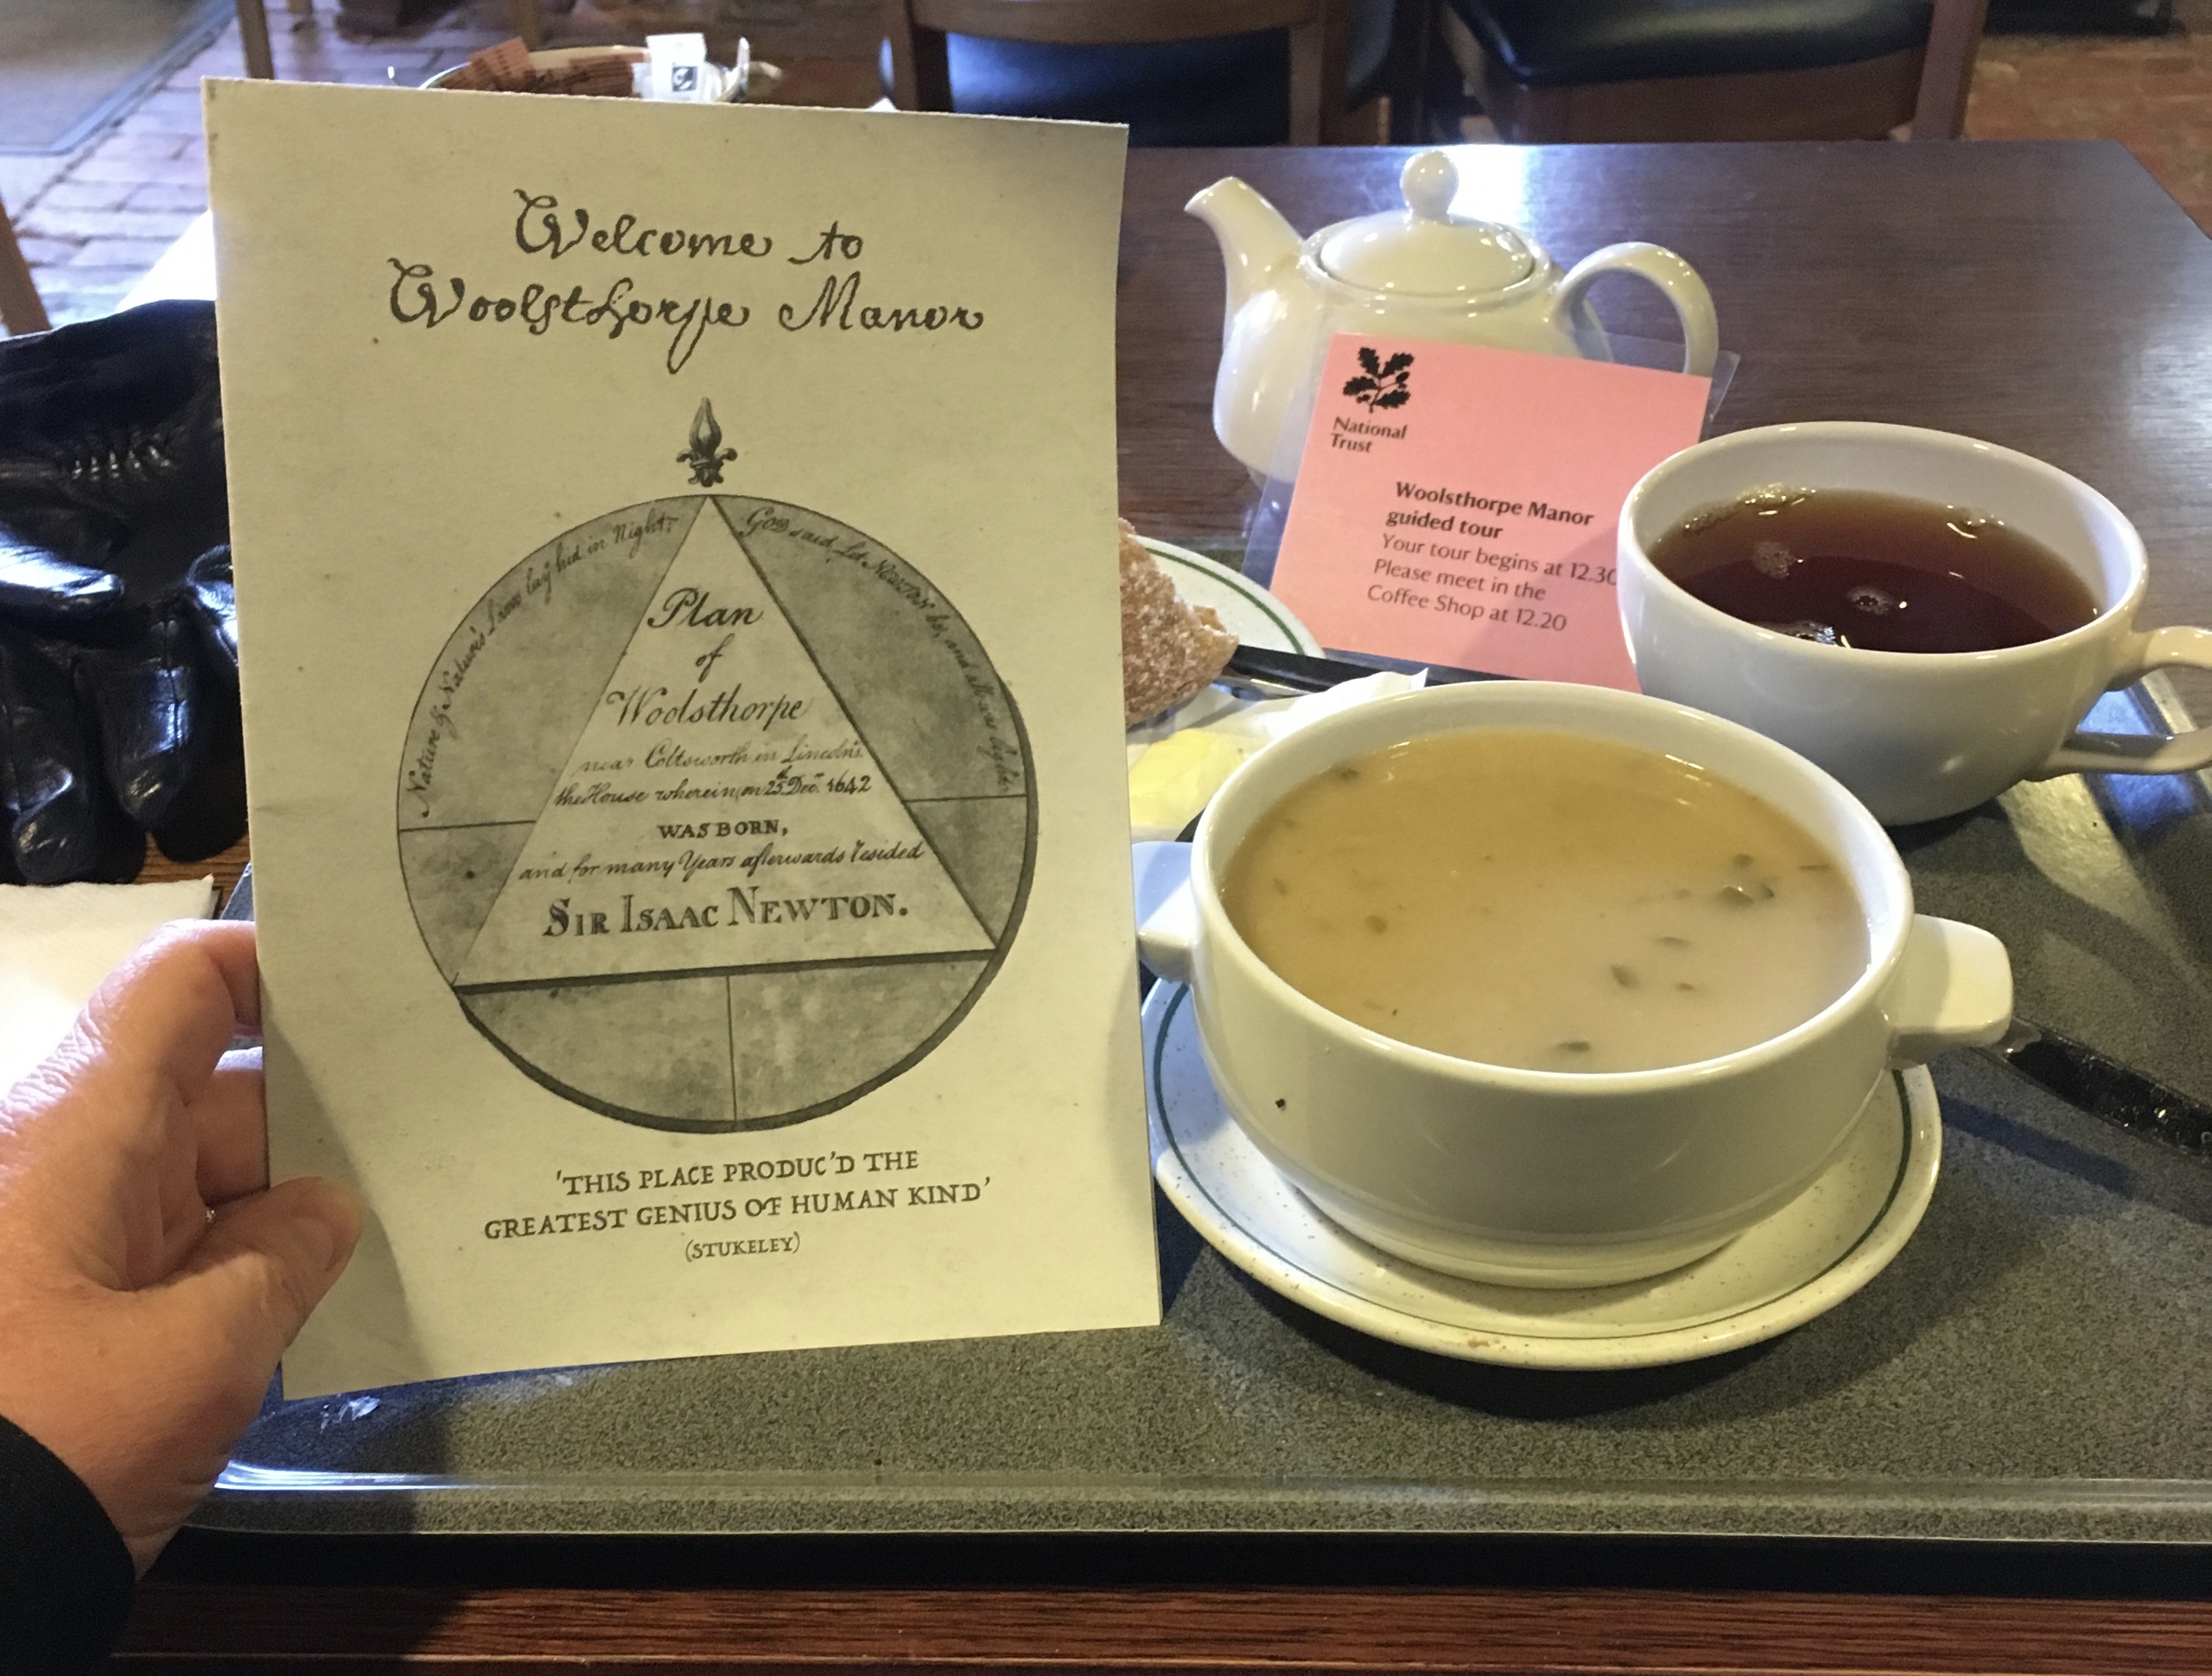 Welcome to
Woolsthorpe Manor
Nature & Nature's Laws lay hid in Night:
God said, Let Newton be, and all was light.
Plan
of
Woolsthorpe
near Coltsworth in Lincolns.
the House wherein on 25th Decr. 1642
WAS BORN,
and for many Years afterwards resided
SIR ISAAC NEWTON.
'THIS PLACE PRODUC'D THE
GREATEST GENIUS OF HUMAN KIND'
(STUKELEY)
National
Trust
Woolsthorpe Manor
guided tour
Your tour begins at 12.30
Please meet in the
Coffee Shop at 12.20